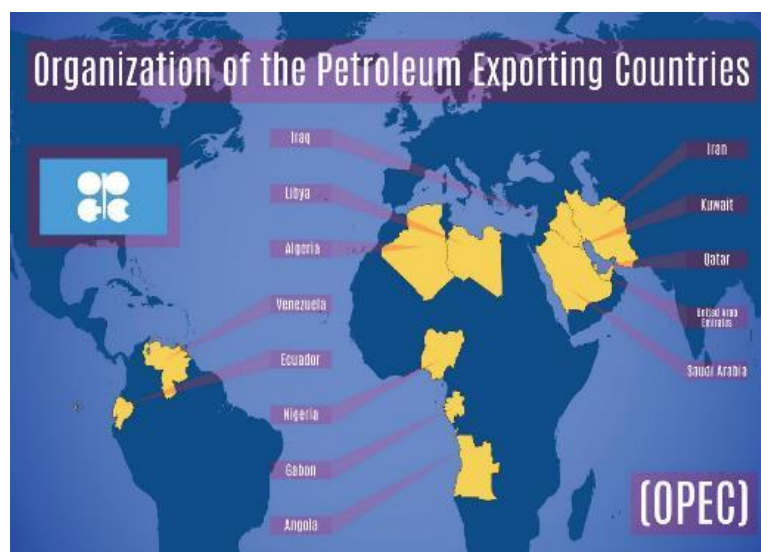 Organization of the Petroleum Exporting Countries
Iraq
Libya
Algeria
Venezuela
Ecuador
Nigeria
Gabon
Angola
Iran
Kuwait
Qatar
United Arab
Emirates
Saudi Arabia
(OPEC)